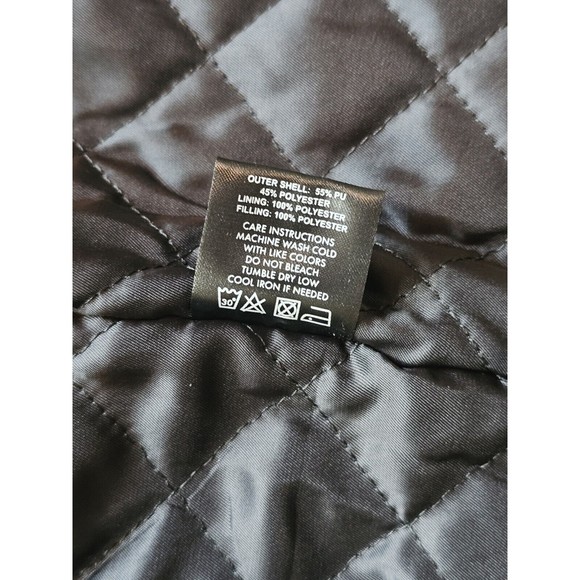 OUTER SHELL: 55% PU
45% POLYESTER
LINING: 100% POLYESTER
FILLING: 100% POLYESTER
CARE INSTRUCTIONS
MACHINE WASH COLD
WITH LIKE COLORS
DO NOT BLEACH
TUMBLE DRY LOW
COOL IRON IF NEEDED
30°